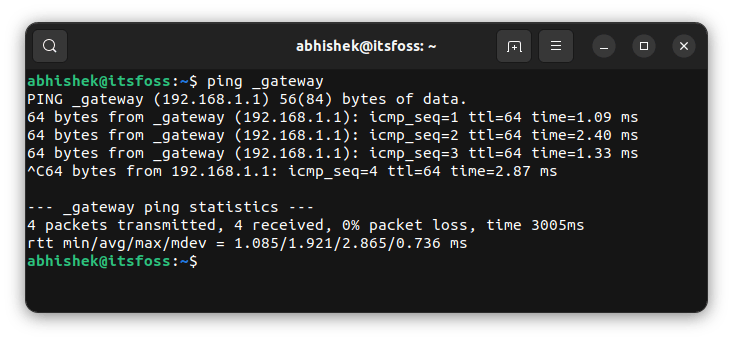 abhishek@itsfoss: ~
abhishek@itsfoss:~$ ping _gateway
PING _gateway (192.168.1.1) 56(84) bytes of data.
64 bytes from _gateway (192.168.1.1): icmp_seq=1 ttl=64 time=1.09 ms
64 bytes from _gateway (192.168.1.1): icmp_seq=2 ttl=64 time=2.40 ms
64 bytes from _gateway (192.168.1.1): icmp_seq=3 ttl=64 time=1.33 ms
^C64 bytes from 192.168.1.1: icmp_seq=4 ttl=64 time=2.87 ms
--- _gateway ping statistics ---
4 packets transmitted, 4 received, 0% packet loss, time 3005ms
rtt min/avg/max/mdev = 1.085/1.921/2.865/0.736 ms
abhishek@itsfoss:~$